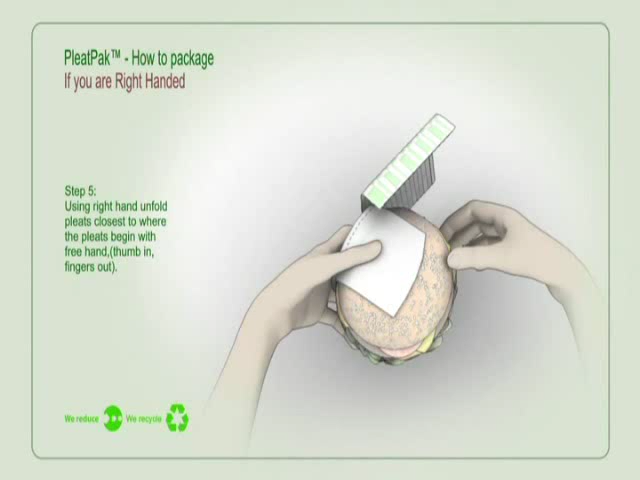 PleatPak™ - How to package
If you are Right Handed
Step 5:
Using right hand unfold
pleats closest to where
the pleats begin with
free hand,(thumb in,
fingers out).
We reduce We recycle